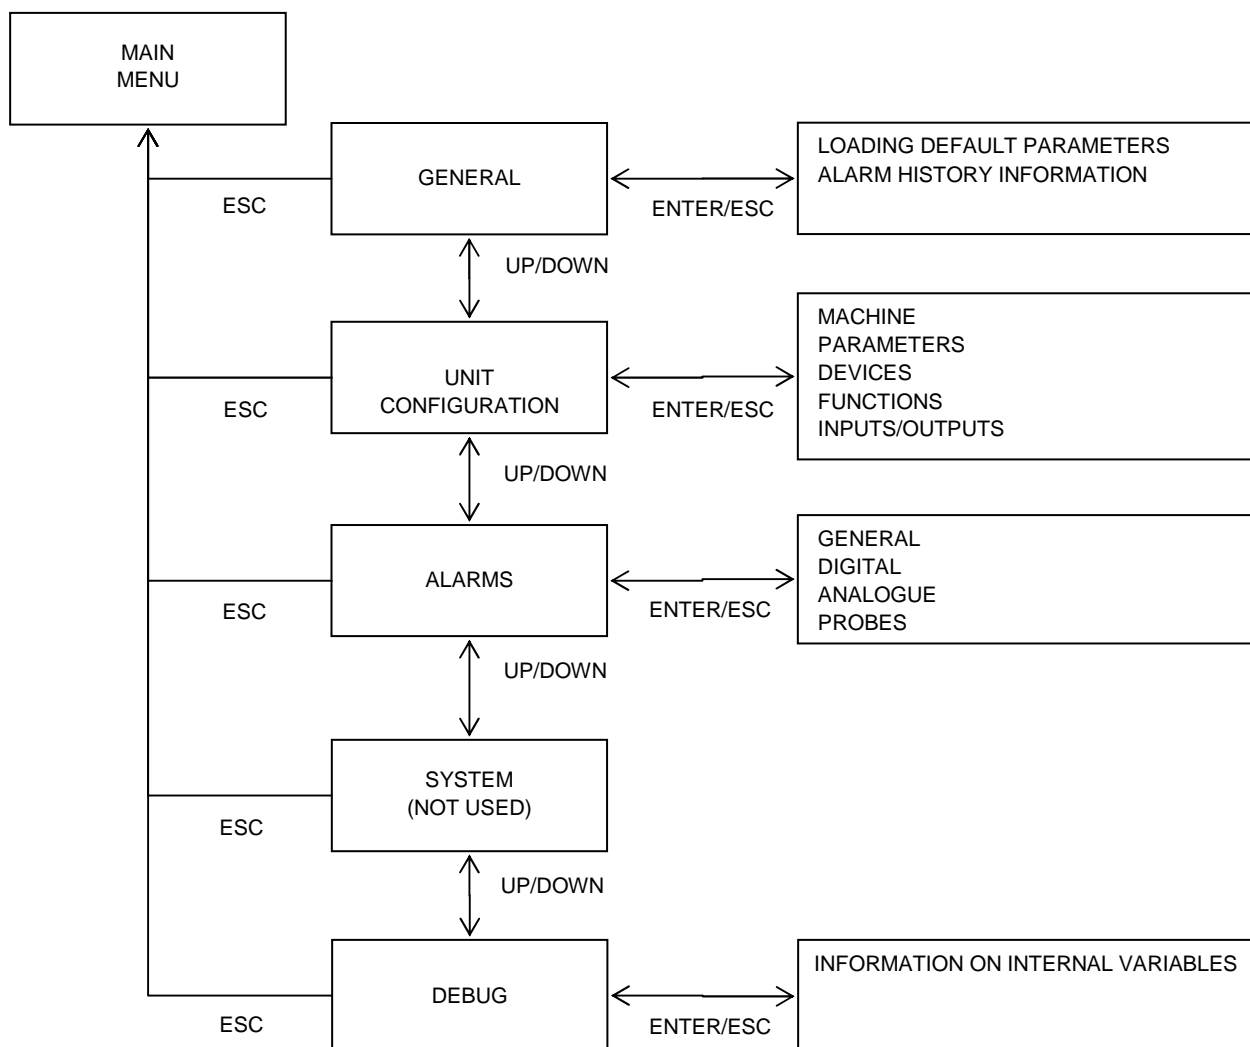 MAIN
MENU
GENERAL
LOADING DEFAULT PARAMETERS
ALARM HISTORY INFORMATION
ESC
ENTER/ESC
UP/DOWN
UNIT
CONFIGURATION
MACHINE
PARAMETERS
DEVICES
FUNCTIONS
INPUTS/OUTPUTS
ESC
ENTER/ESC
UP/DOWN
ALARMS
GENERAL
DIGITAL
ANALOGUE
PROBES
ESC
ENTER/ESC
UP/DOWN
SYSTEM
(NOT USED)
ESC
UP/DOWN
DEBUG
INFORMATION ON INTERNAL VARIABLES
ESC
ENTER/ESC